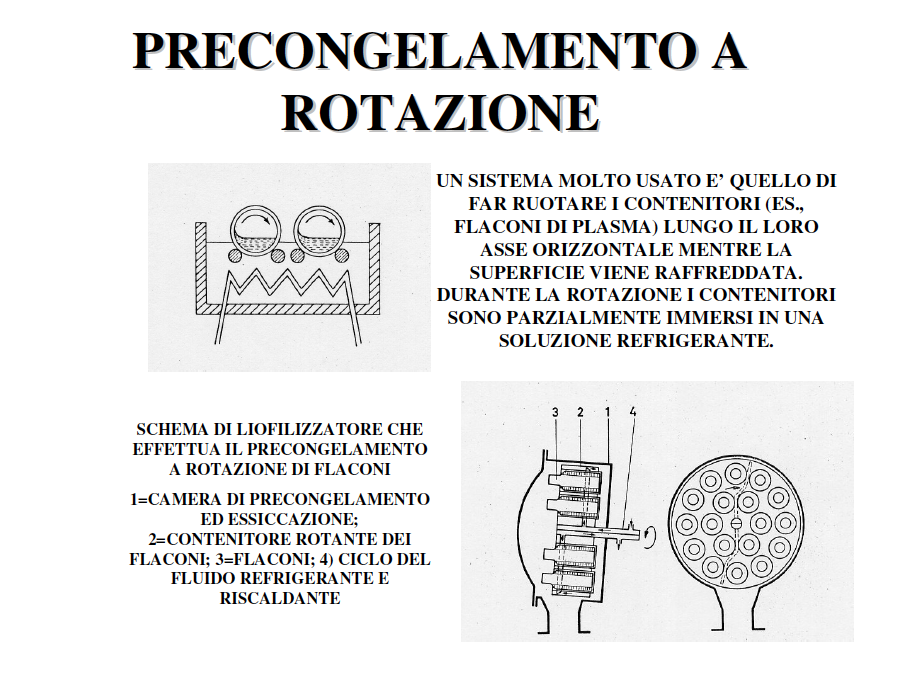 PRECONGELAMENTO A
ROTAZIONE
UN SISTEMA MOLTO USATO E’ QUELLO DI
FAR RUOTARE I CONTENITORI (ES.,
FLACONI DI PLASMA) LUNGO IL LORO
ASSE ORIZZONTALE MENTRE LA
SUPERFICIE VIENE RAFFREDDATA.
DURANTE LA ROTAZIONE I CONTENITORI
SONO PARZIALMENTE IMMERSI IN UNA
SOLUZIONE REFRIGERANTE.
SCHEMA DI LIOFILIZZATORE CHE
EFFETTUA IL PRECONGELAMENTO
A ROTAZIONE DI FLACONI
1=CAMERA DI PRECONGELAMENTO
ED ESSICCAZIONE;
2=CONTENITORE ROTANTE DEI
FLACONI; 3=FLACONI; 4) CICLO DEL
FLUIDO REFRIGERANTE E
RISCALDANTE
3 2 1 4